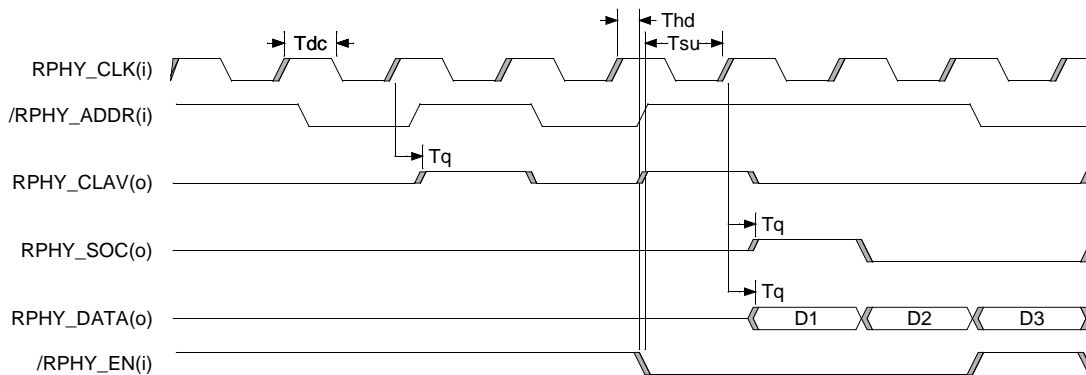 Thd
Tdc
Tsu
RPHY_CLK(i)
/RPHY_ADDR(i)
Tq
RPHY_CLAV(o)
Tq
RPHY_SOC(o)
Tq
RPHY_DATA(o)
D1
D2
D3
/RPHY_EN(i)